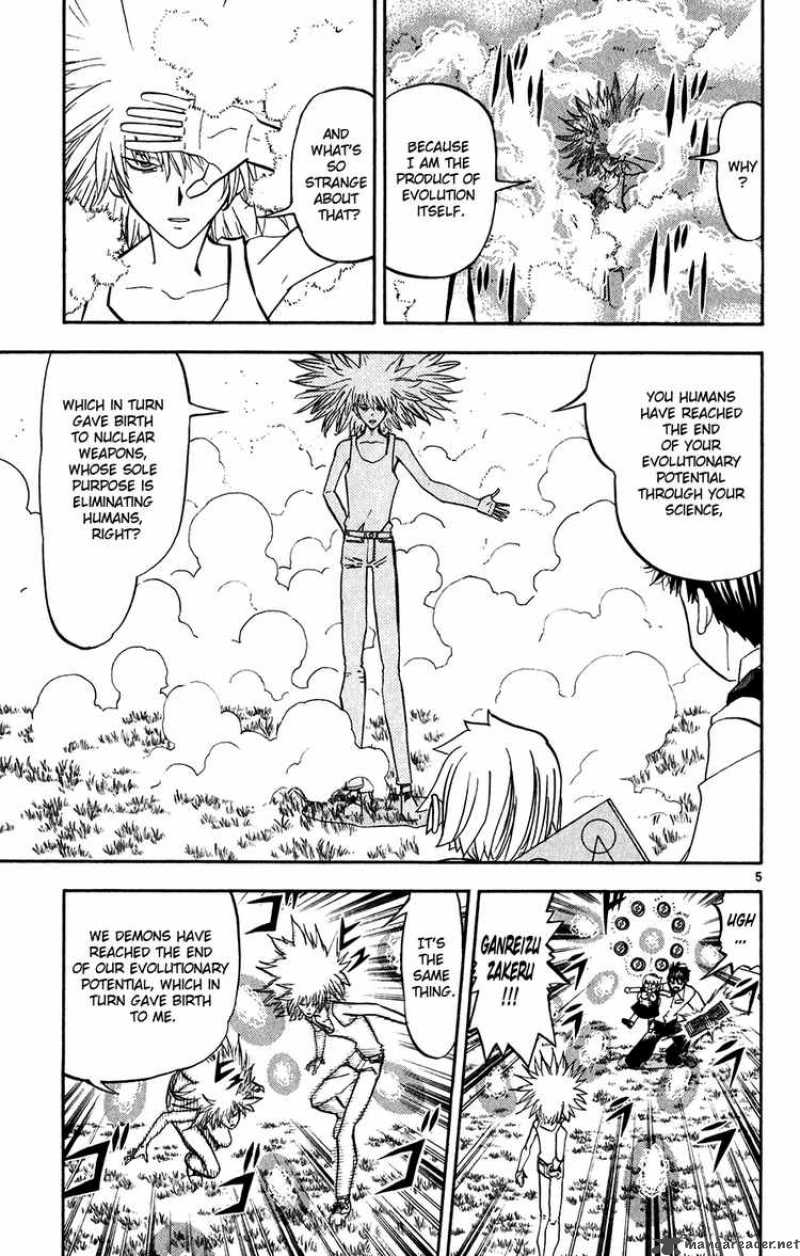 WHY
?
BECAUSE
I AM THE
PRODUCT OF
EVOLUTION
ITSELF.
AND
WHAT'S
SO
STRANGE
ABOUT
THAT?
YOU HUMANS
HAVE REACHED
THE END
OF YOUR
EVOLUTIONARY
POTENTIAL
THROUGH YOUR
SCIENCE,
WHICH IN TURN
GAVE BIRTH
TO NUCLEAR
WEAPONS,
WHOSE SOLE
PURPOSE IS
ELIMINATING
HUMANS,
RIGHT?
5
UGH
...
GANREIZU
ZAKERU
!!!
IT'S
THE
SAME
THING.
WE DEMONS HAVE
REACHED THE END
OF OUR EVOLUTIONARY
POTENTIAL, WHICH IN
TURN GAVE BIRTH
TO ME.
mangareader.net